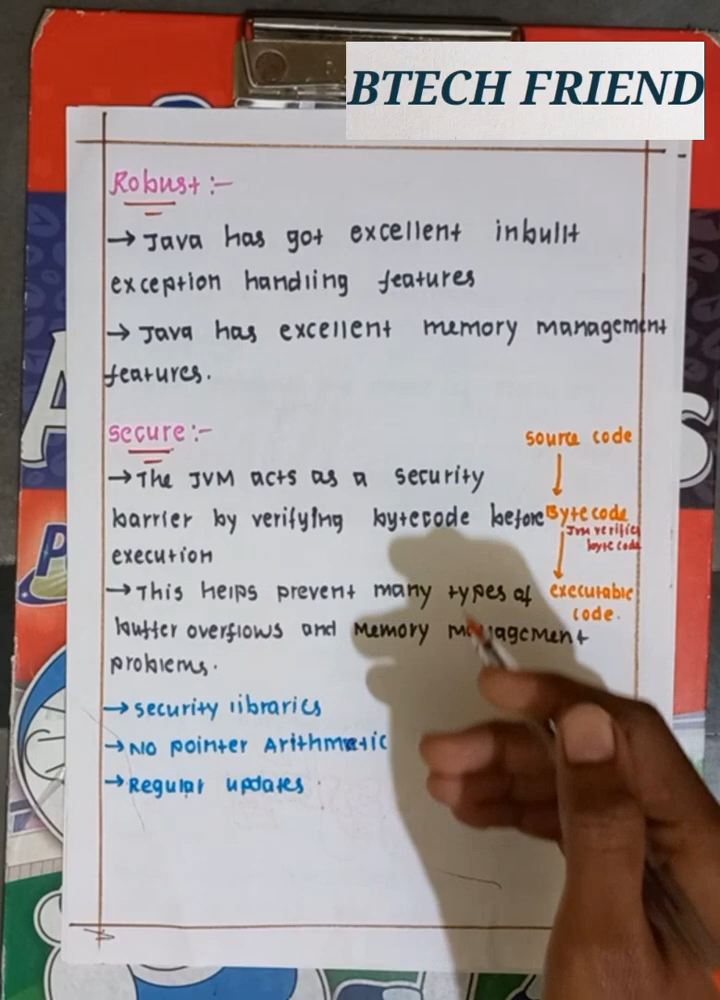 BTECH FRIEND
Robust :-
→ Java has got excellent inbuilt
exception handling features
→ Java has excellent memory management
features.
secure :-
→ The JVM acts as a security
barrier by verifying bytecode before
execution
→ This helps prevent many types of
buffer overflows and memory management
problems.
→ security libraries
→ No pointer Arithmetic
→ Regular updates
source code
↓
Bytecode
↓ Jvm verifies
byte code
executable
code.